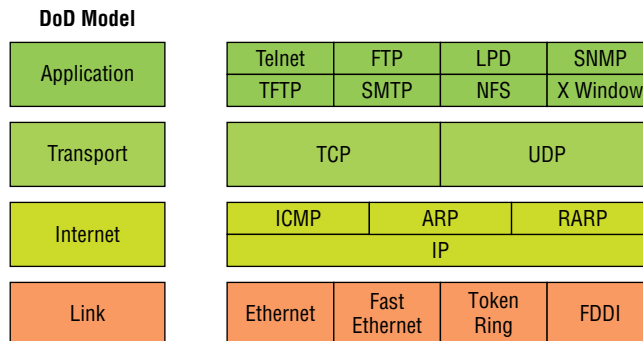 DoD Model
Application
Telnet FTP LPD SNMP
TFTP SMTP NFS X Window
Transport
TCP UDP
Internet
ICMP ARP RARP
IP
Link
Ethernet Fast Ethernet Token Ring FDDI